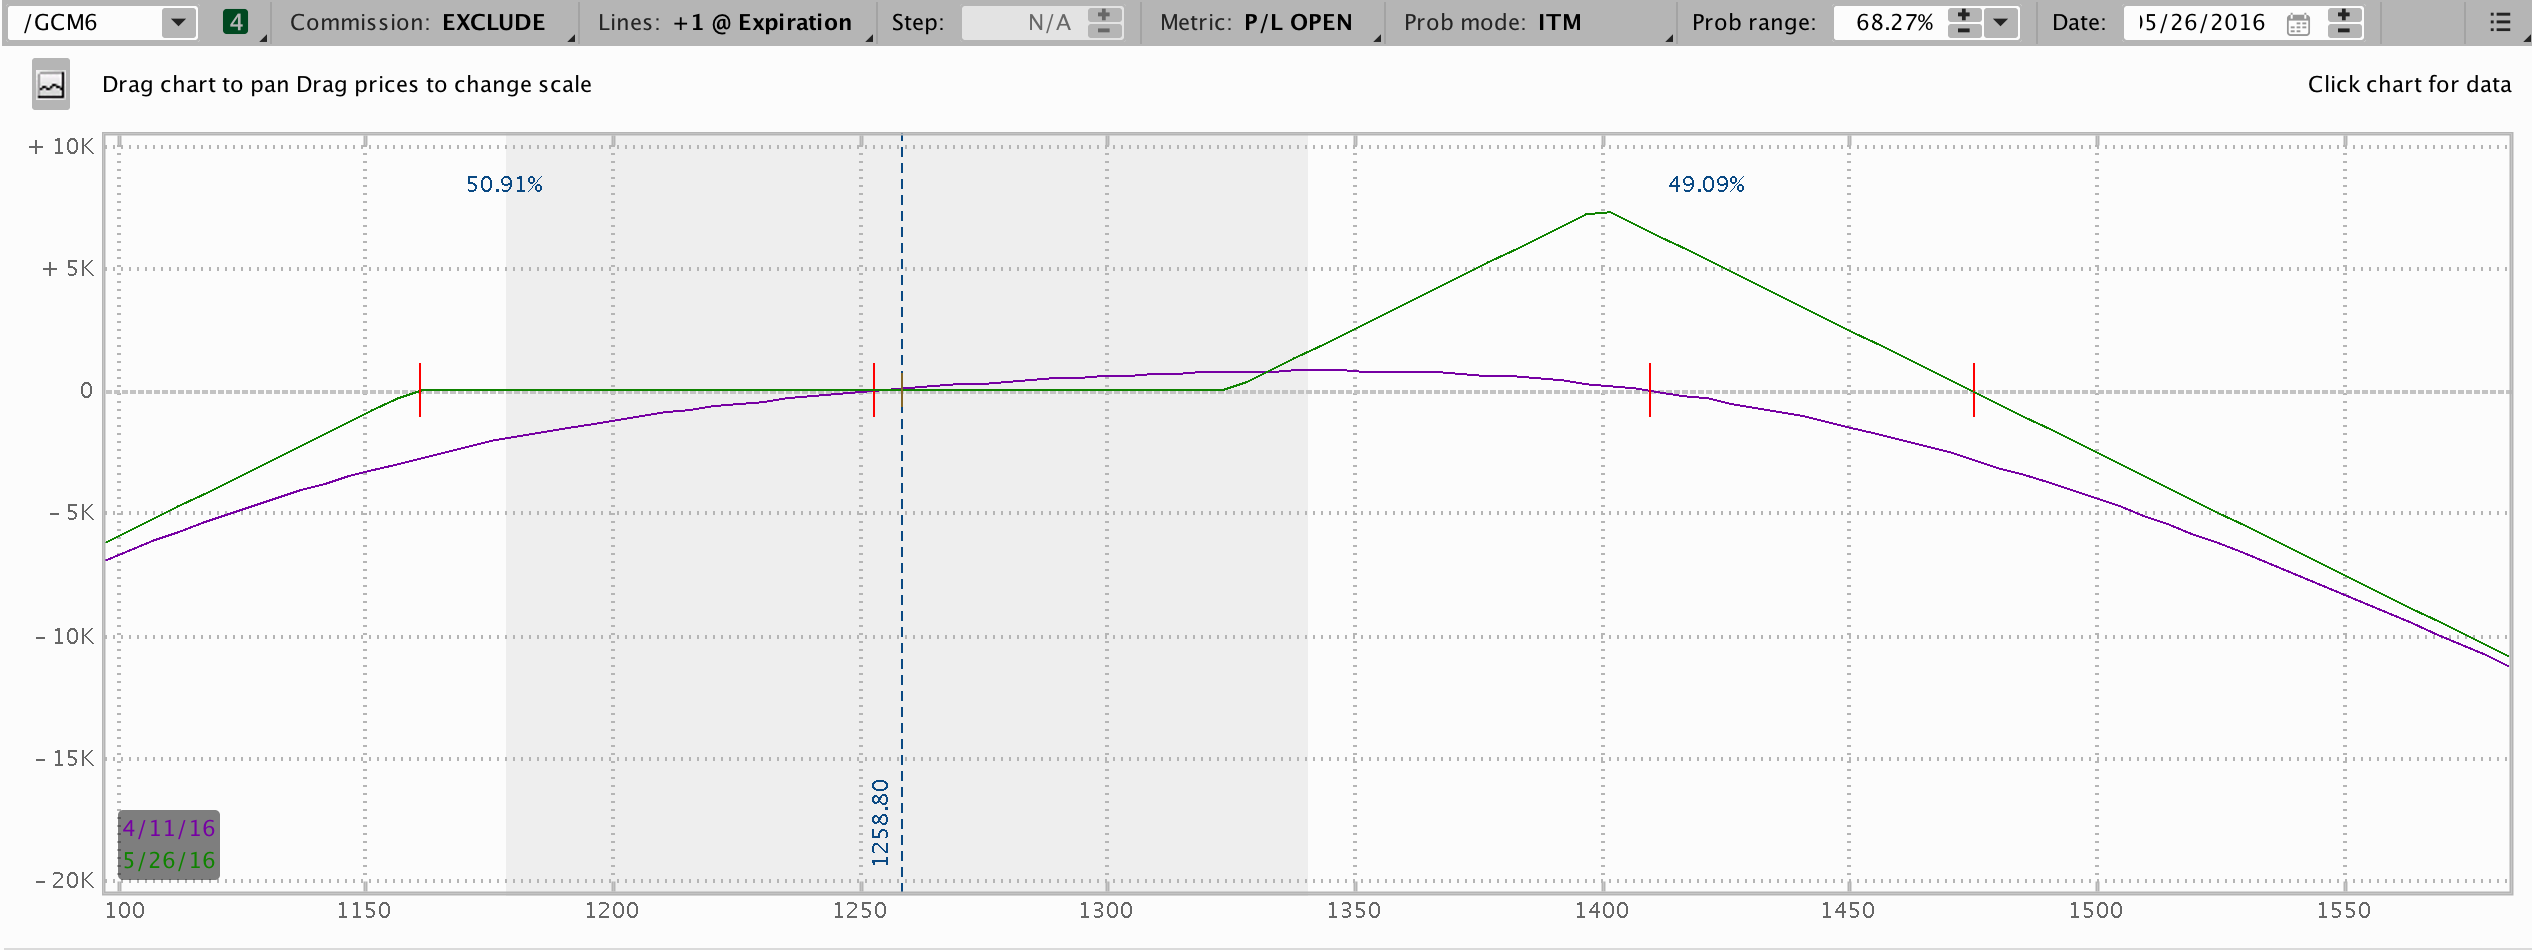 /GCM6 4 Commission: EXCLUDE Lines: +1 @ Expiration Step: N/A Metric: P/L OPEN Prob mode: ITM Prob range: 68.27% Date: 05/26/2016
Drag chart to pan Drag prices to change scale Click chart for data
+ 10K
50.91% 49.09%
+ 5K
0
- 5K
- 10K
- 15K
1258.80
4/11/16
5/26/16
- 20K
100 1150 1200 1250 1300 1350 1400 1450 1500 1550